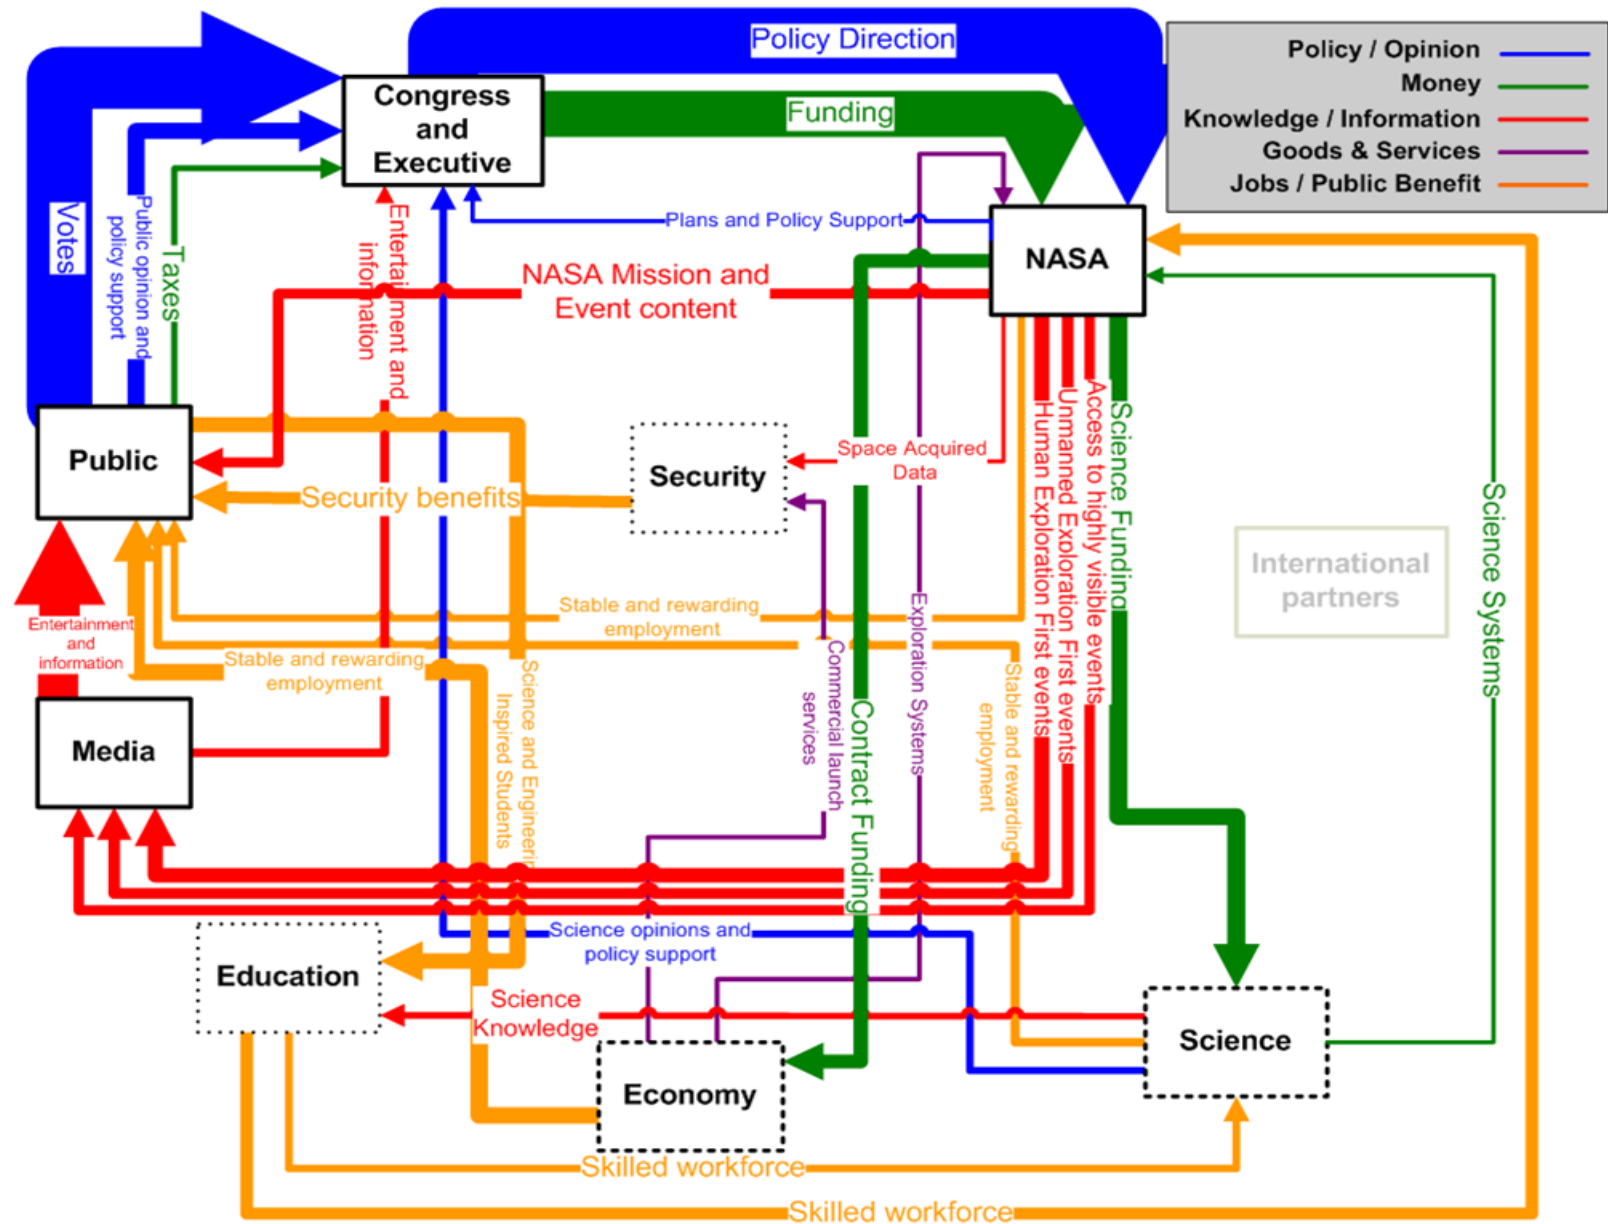 Policy Direction
Policy / Opinion
Money
Knowledge / Information
Goods & Services
Jobs / Public Benefit
Congress
and
Executive
Funding
Votes
Public opinion and
policy support
Taxes
Entertainment and
information
Plans and Policy Support
NASA
NASA Mission and
Event content
Public
Security
Space Acquired
Data
Security benefits
Human Exploration First events
Unmanned Exploration First events
Access to highly visible events
Science Funding
International
partners
Science Systems
Entertainment
and
information
Stable and rewarding
employment
Stable and rewarding
employment
Science and Engineerin
Inspired Students
Commercial launch
services
Contract Funding
Exploration Systems
Stable and rewarding
employment
Media
Science opinions and
policy support
Education
Science
Knowledge
Economy
Science
Skilled workforce
Skilled workforce